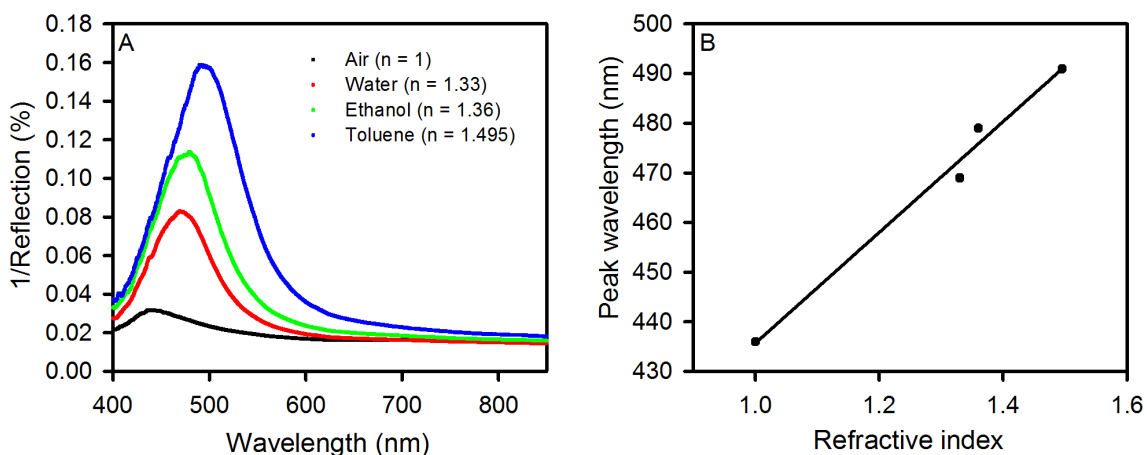 A
Air (n = 1)
Water (n = 1.33)
Ethanol (n = 1.36)
Toluene (n = 1.495)
1/Reflection (%)
0.18
0.16
0.14
0.12
0.10
0.08
0.06
0.04
0.02
0.00
400 500 600 700 800
Wavelength (nm)
B
Peak wavelength (nm)
500
490
480
470
460
450
440
430
1.0 1.2 1.4 1.6
Refractive index